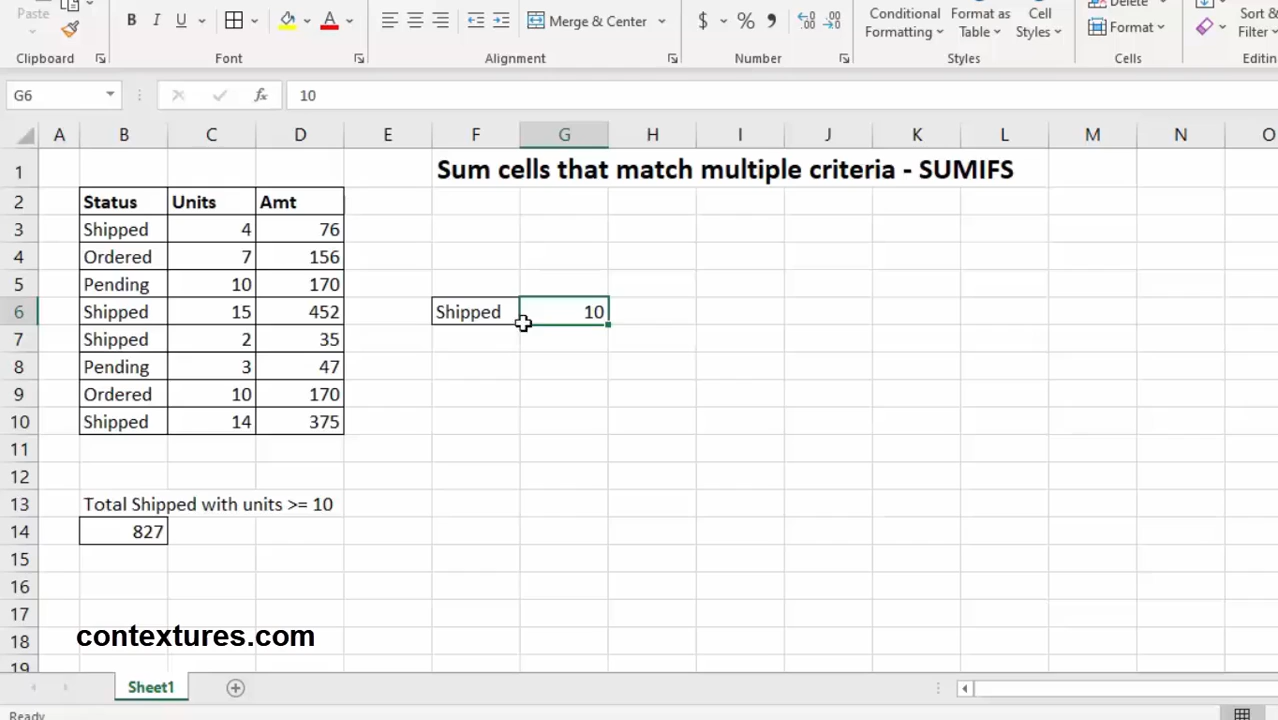 Paste
B I U A
Merge & Center
$ % ,
Conditional Formatting
Format as Table
Cell Styles
Delete
Format
Sort &
Filter
Clipboard Font Alignment Number Styles Cells
G6 fx 10
A B C D E F G H I J K L M N O
1 Sum cells that match multiple criteria - SUMIFS
2 Status Units Amt
3 Shipped 4 76
4 Ordered 7 156
5 Pending 10 170
6 Shipped 15 452 Shipped 10
7 Shipped 2 35
8 Pending 3 47
9 Ordered 10 170
10 Shipped 14 375
11
12
13 Total Shipped with units >= 10
14 827
15
16
17
18 contextures.com
19
Sheet1
Ready